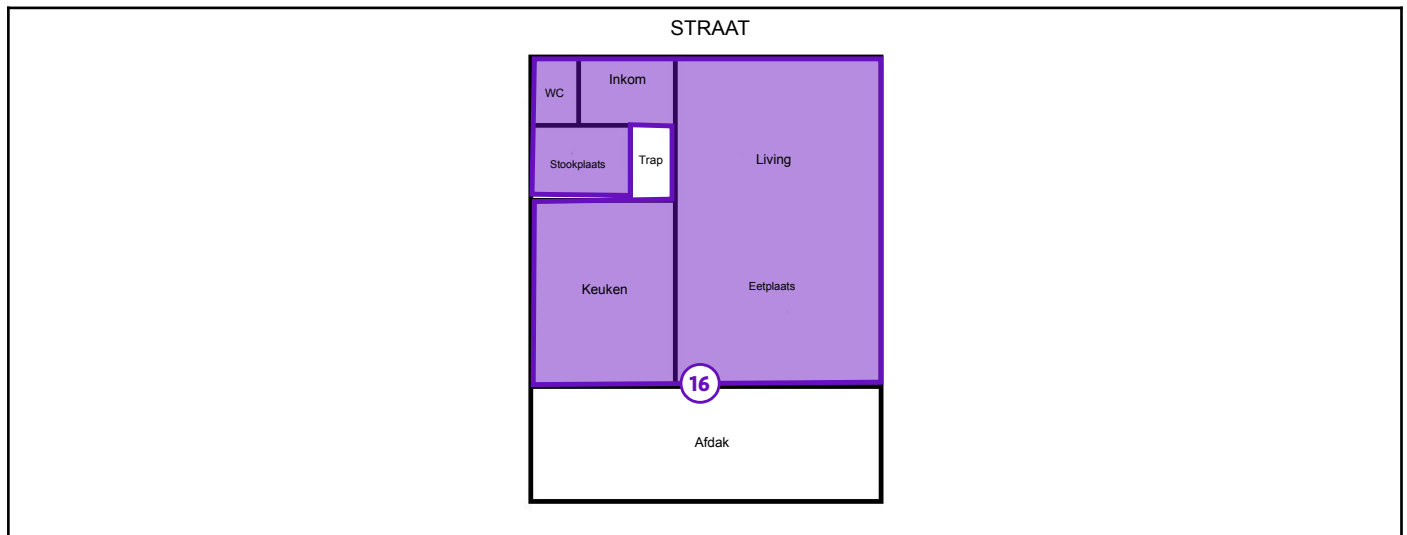 STRAAT
Inkom
WC
Living
Trap
Stookplaats
Keuken
Eetplaats
16
Afdak